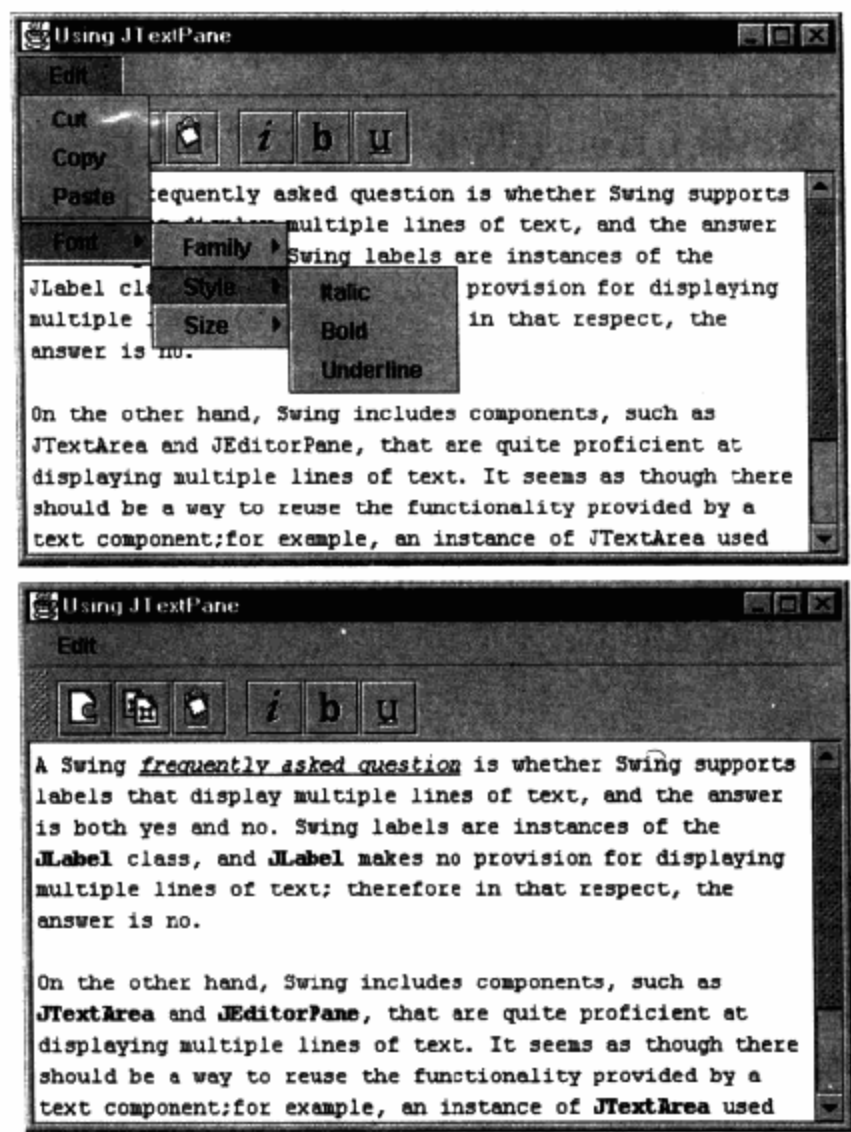 Using JTextPane
Edit
Cut
Copy
Paste
Font
Family
Style
Size
Italic
Bold
Underline
i b u
equently asked question is whether Swing supports
display multiple lines of text, and the answer
Swing labels are instances of the
JLabel cl provision for displaying
multiple in that respect, the
answer is no.
On the other hand, Swing includes components, such as
JTextArea and JEditorPane, that are quite proficient at
displaying multiple lines of text. It seems as though there
should be a way to reuse the functionality provided by a
text component;for example, an instance of JTextArea used
Using JTextPane
Edit
i b u
A Swing frequently asked question is whether Swing supports
labels that display multiple lines of text, and the answer
is both yes and no. Swing labels are instances of the
JLabel class, and JLabel makes no provision for displaying
multiple lines of text; therefore in that respect, the
answer is no.
On the other hand, Swing includes components, such as
JTextArea and JEditorPane, that are quite proficient at
displaying multiple lines of text. It seems as though there
should be a way to reuse the functionality provided by a
text component;for example, an instance of JTextArea used